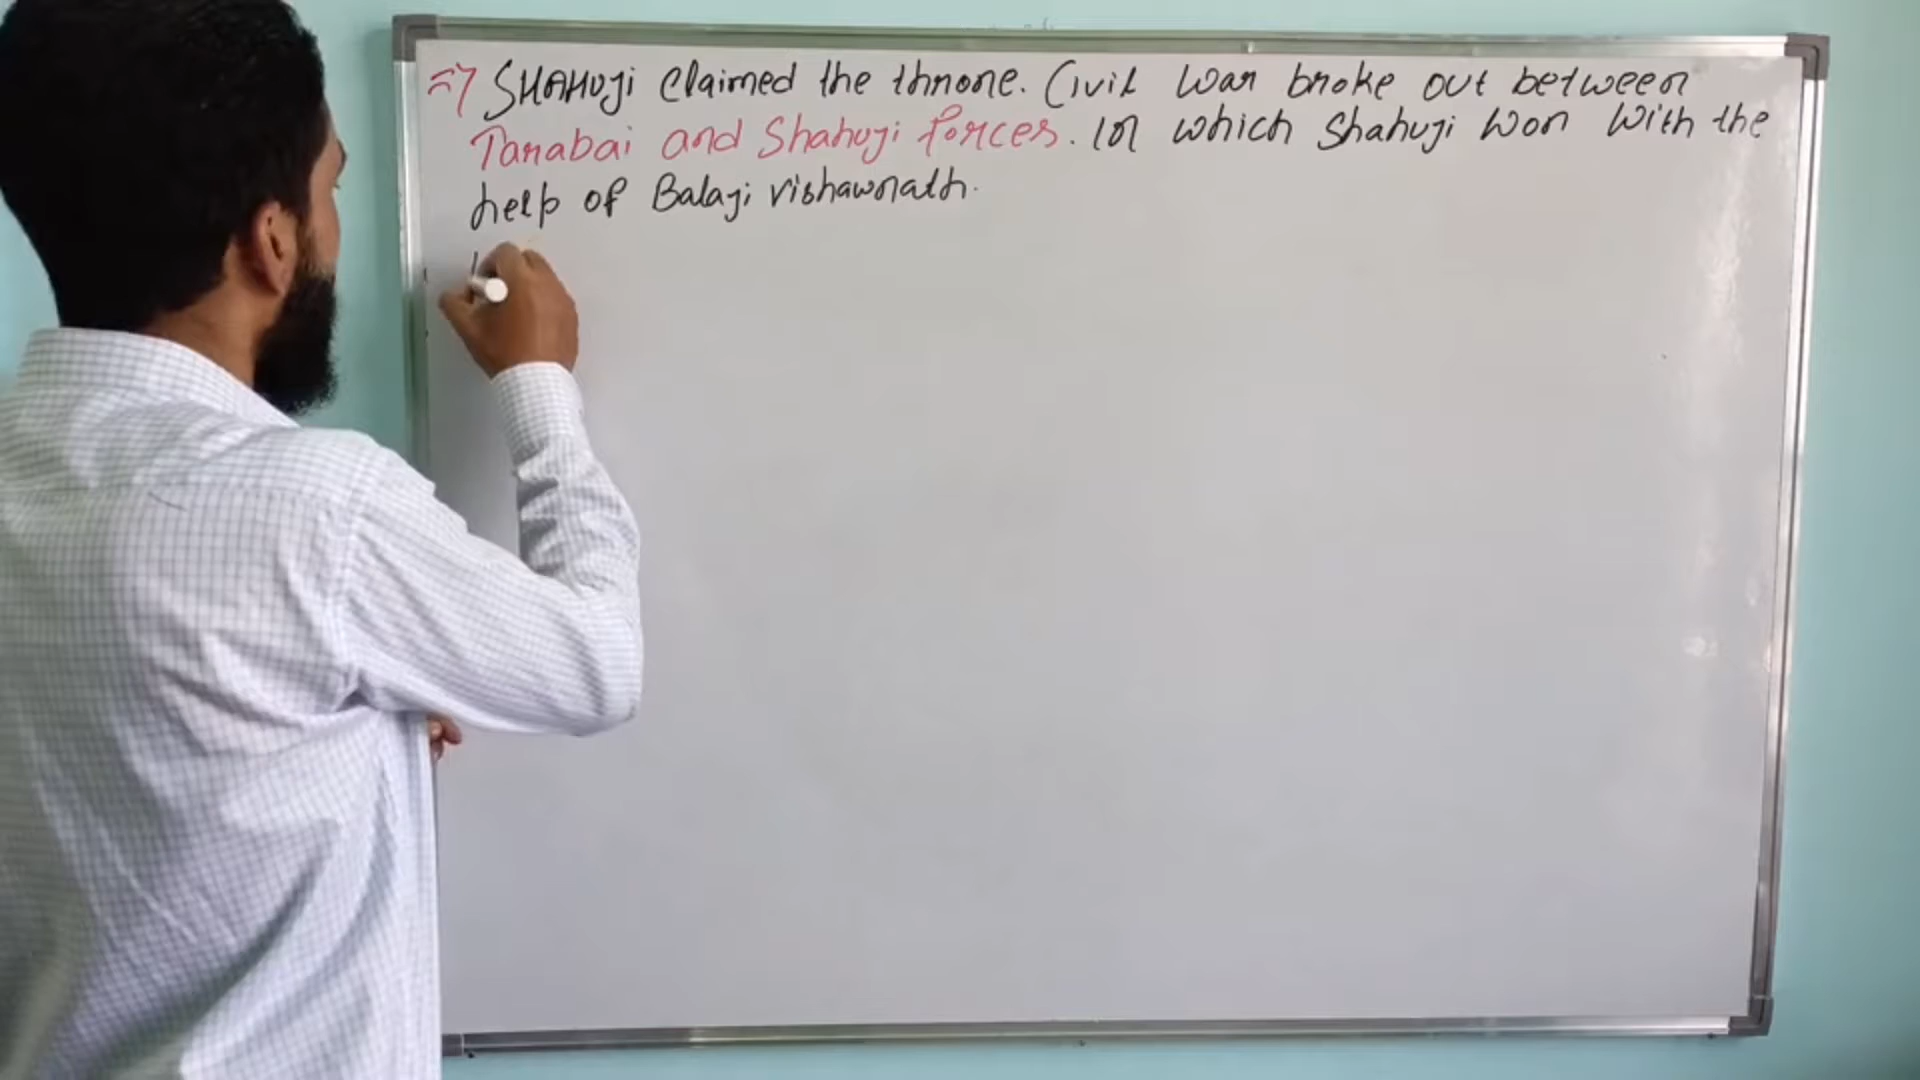 => SHAHUJI Claimed the throne. Civil War broke out between
Tarabai and Shahuji forces. In which Shahuji Won With the
help of Balaji Vishawnath.